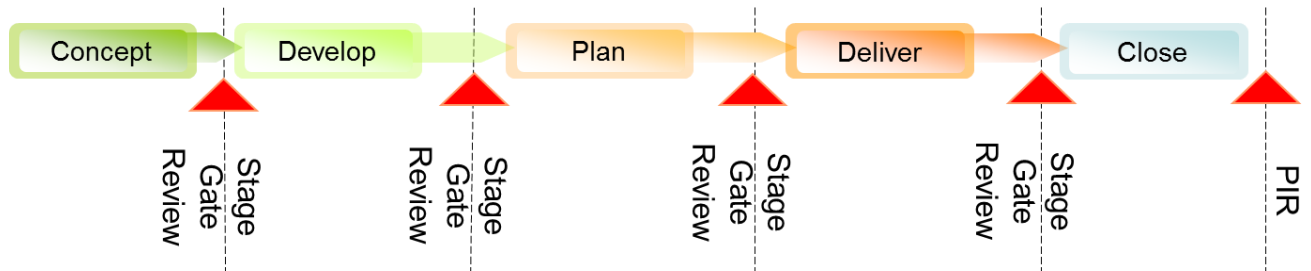 Concept
Develop
Plan
Deliver
Close
Stage
Gate
Review
Stage
Gate
Review
Stage
Gate
Review
Stage
Gate
Review
PIR